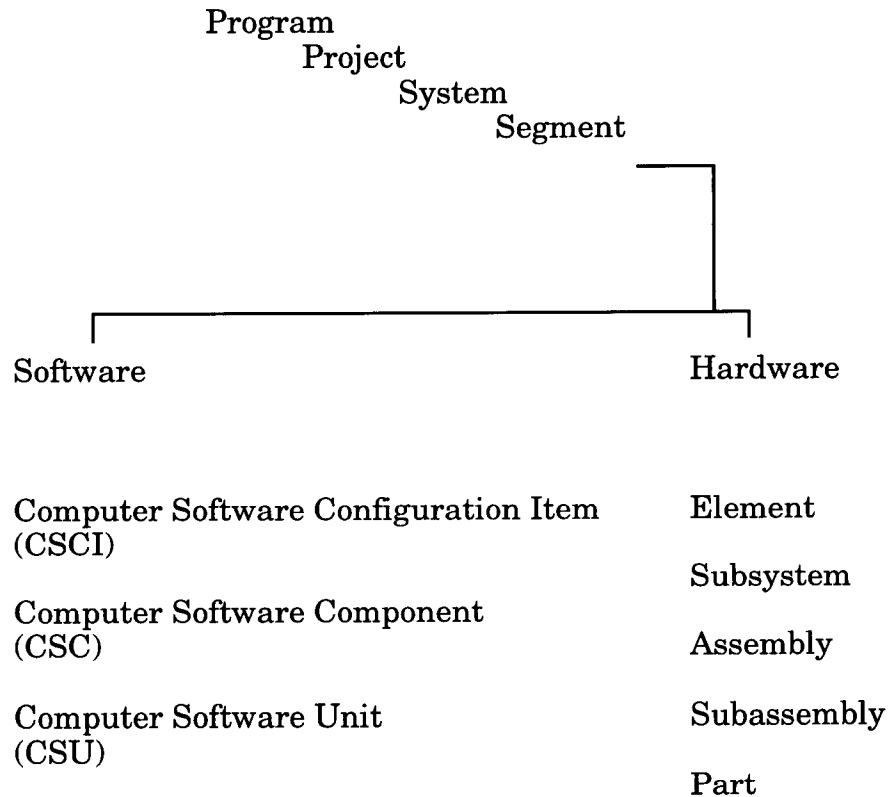 Program
Project
System
Segment
Software
Hardware
Computer Software Configuration Item
(CSCI)
Computer Software Component
(CSC)
Computer Software Unit
(CSU)
Element
Subsystem
Assembly
Subassembly
Part